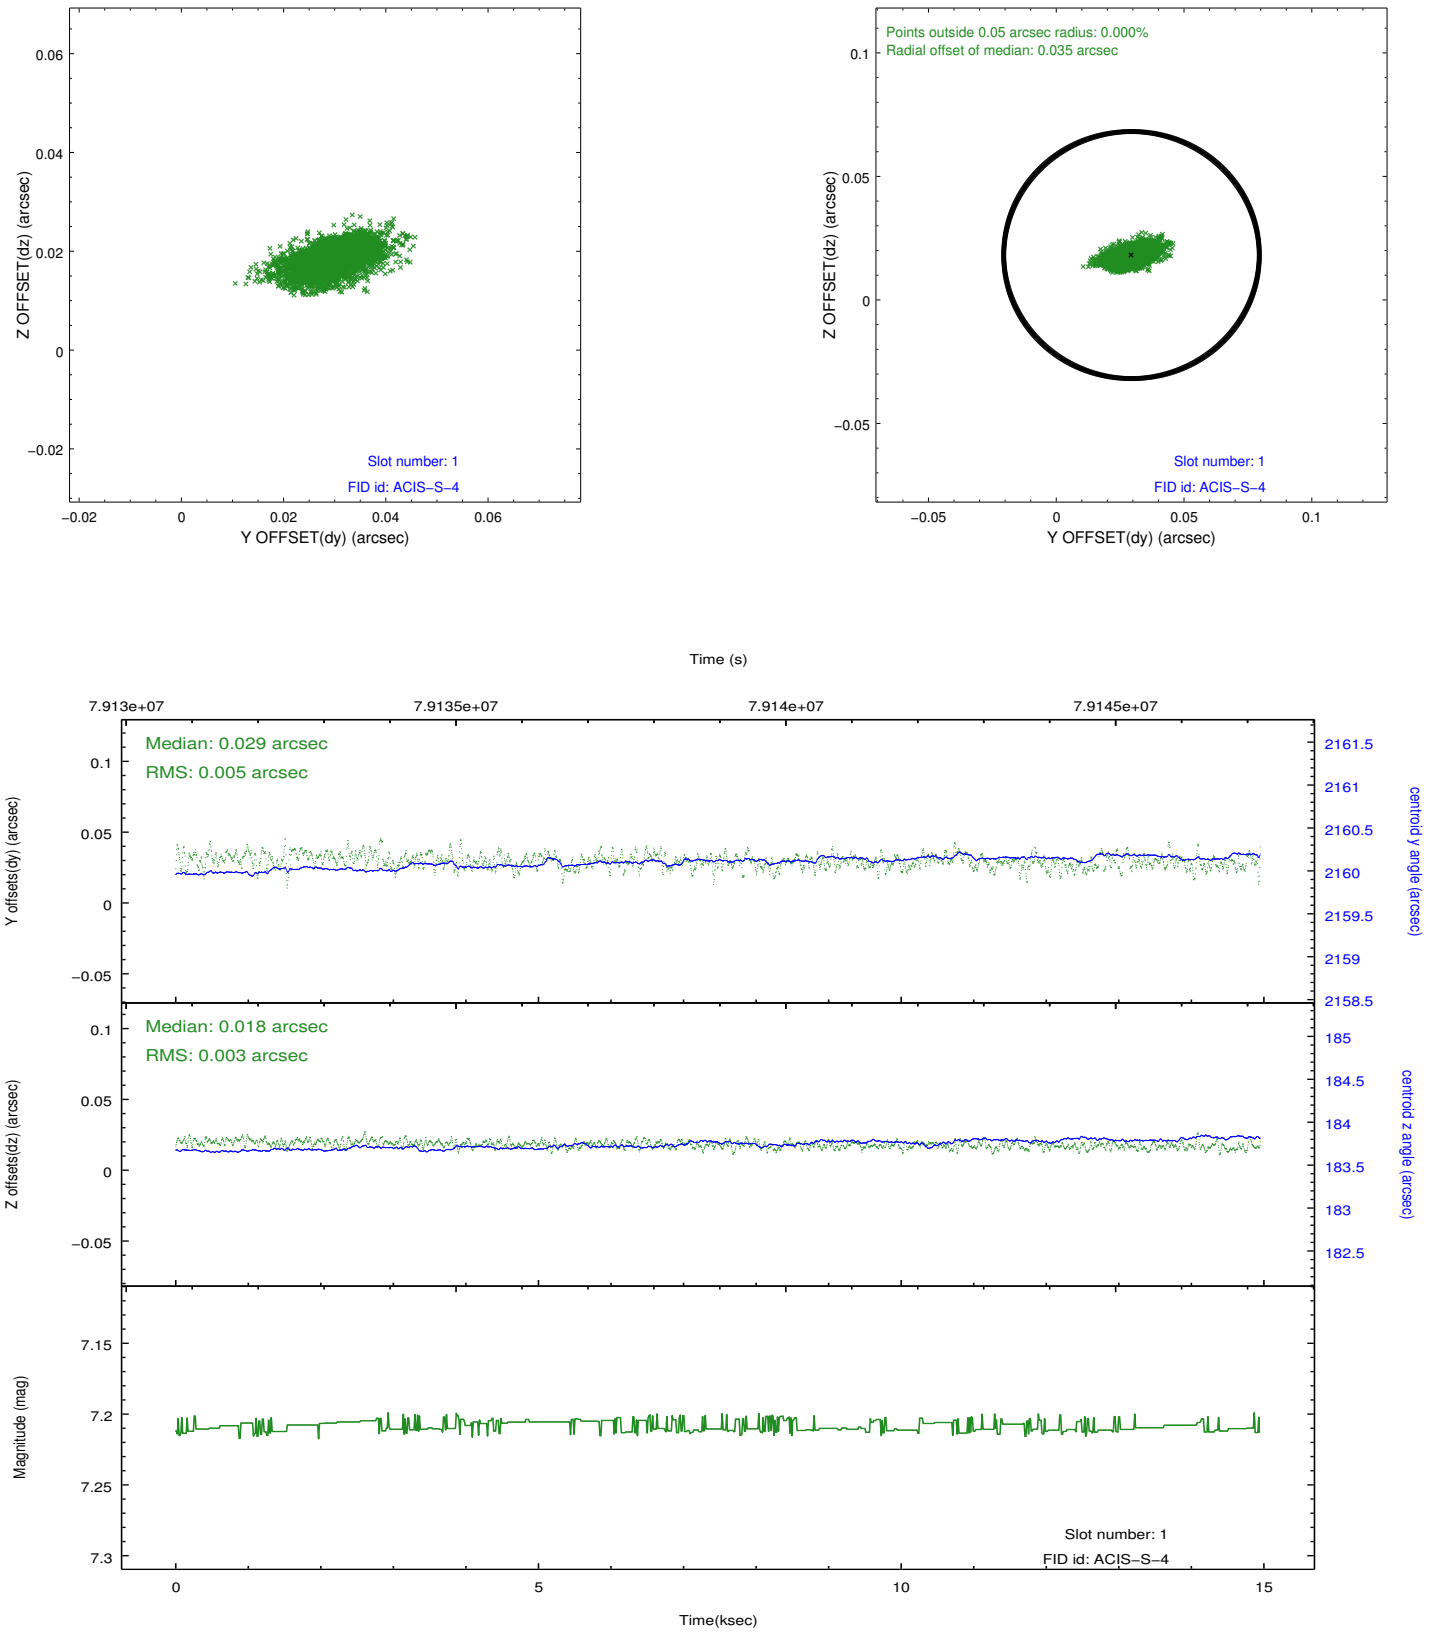 0.06
0.04
0.02
0
−0.02
Z OFFSET(dz) (arcsec)
Slot number: 1
FID id: ACIS−S−4
−0.02 0 0.02 0.04 0.06
Y OFFSET(dy) (arcsec)
Points outside 0.05 arcsec radius: 0.000%
Radial offset of median: 0.035 arcsec
0.1
0.05
0
−0.05
Z OFFSET(dz) (arcsec)
Slot number: 1
FID id: ACIS−S−4
−0.05 0 0.05 0.1
Y OFFSET(dy) (arcsec)
Time (s)
7.913e+07 7.9135e+07 7.914e+07 7.9145e+07
Median: 0.029 arcsec
RMS: 0.005 arcsec
0.1
0.05
0
−0.05
Y offsets(dy) (arcsec)
2161.5
2161
2160.5
2160
2159.5
2159
2158.5
centroid y angle (arcsec)
Median: 0.018 arcsec
RMS: 0.003 arcsec
0.1
0.05
0
−0.05
Z offsets(dz) (arcsec)
185
184.5
184
183.5
183
182.5
centroid z angle (arcsec)
7.15
7.2
7.25
7.3
Magnitude (mag)
Slot number: 1
FID id: ACIS−S−4
0 5 10 15
Time(ksec)